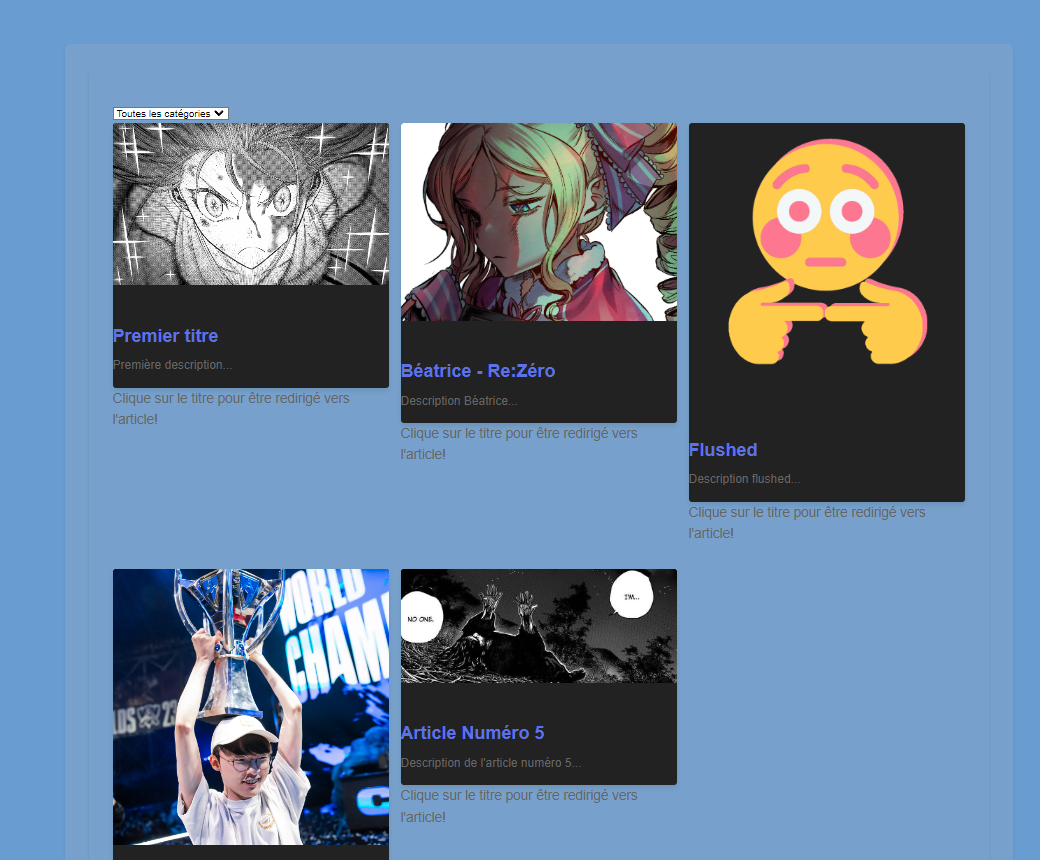 Toutes les catégories
Premier titre
Première description...
Clique sur le titre pour être redirigé vers
l'article!
Béatrice - Re:Zéro
Description Béatrice...
Clique sur le titre pour être redirigé vers
l'article!
Flushed
Description flushed...
Clique sur le titre pour être redirigé vers
l'article!
WORLD
CHAM
LDS 23
NO ONE.
I'M...
Article Numéro 5
Description de l'article numéro 5...
Clique sur le titre pour être redirigé vers
l'article!